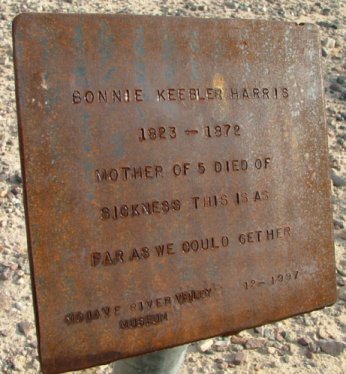 BONNIE KEEBLER HARRIS
1823 - 1872
MOTHER OF 5 DIED OF
SICKNESS THIS IS AS
FAR AS WE COULD GET HER
MOJAVE RIVER VALLEY 12-1997
MUSEUM